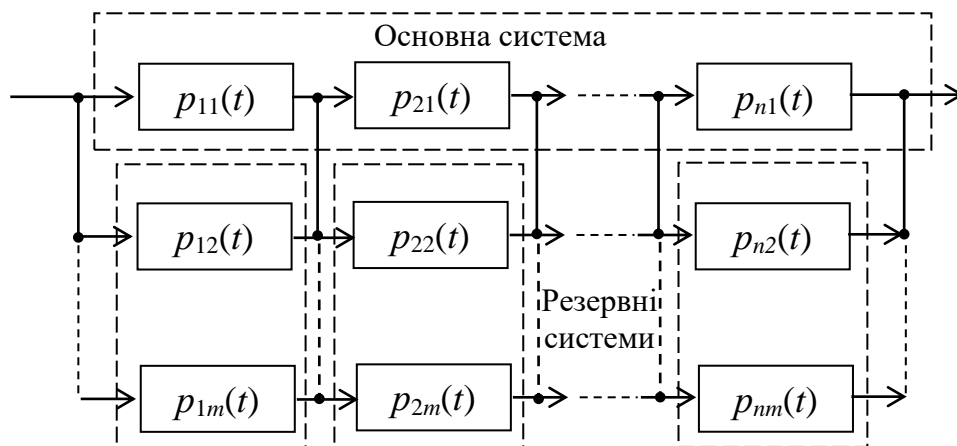 Основна система
p11(t) p21(t) pn1(t)
p12(t) p22(t) pn2(t)
Резервні
системи
p1m(t) p2m(t) pnm(t)